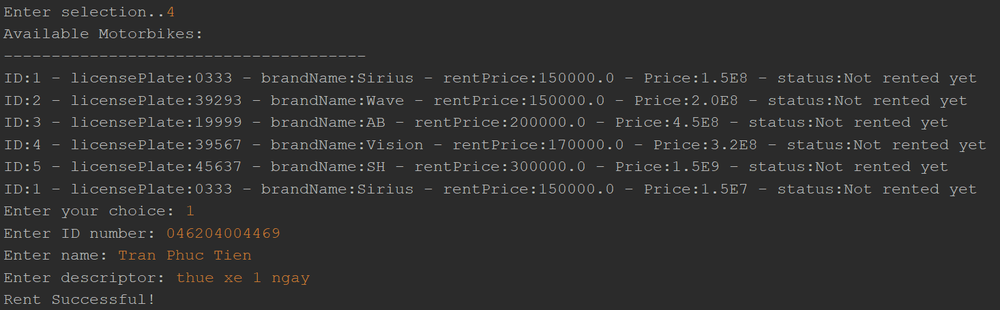 Enter selection..4
Available Motorbikes:
--------------------------------------
ID:1 - licensePlate:0333 - brandName:Sirius - rentPrice:150000.0 - Price:1.5E8 - status:Not rented yet
ID:2 - licensePlate:39293 - brandName:Wave - rentPrice:150000.0 - Price:2.0E8 - status:Not rented yet
ID:3 - licensePlate:19999 - brandName:AB - rentPrice:200000.0 - Price:4.5E8 - status:Not rented yet
ID:4 - licensePlate:39567 - brandName:Vision - rentPrice:170000.0 - Price:3.2E8 - status:Not rented yet
ID:5 - licensePlate:45637 - brandName:SH - rentPrice:300000.0 - Price:1.5E9 - status:Not rented yet
ID:1 - licensePlate:0333 - brandName:Sirius - rentPrice:150000.0 - Price:1.5E7 - status:Not rented yet
Enter your choice: 1
Enter ID number: 046204004469
Enter name: Tran Phuc Tien
Enter descriptor: thue xe 1 ngay
Rent Successful!